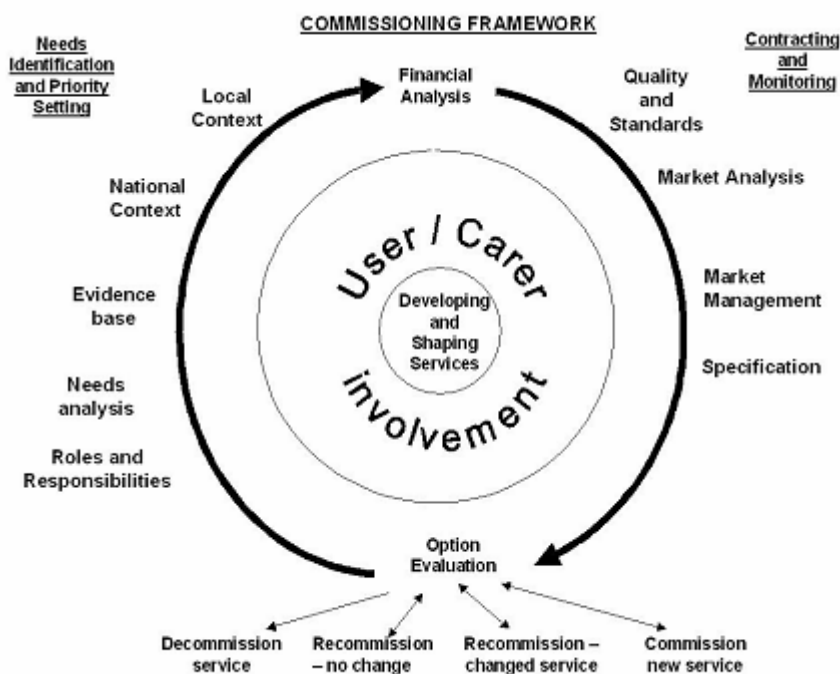 COMMISSIONING FRAMEWORK
Needs
Identification
and Priority
Setting
Contracting
and
Monitoring
Financial
Analysis
Local
Context
National
Context
Evidence
base
Needs
analysis
Roles and
Responsibilities
Quality
and
Standards
Market Analysis
Market
Management
Specification
User / Carer
involvement
Developing
and
Shaping
Services
Option
Evaluation
Decommission
service
Recommission
– no change
Recommission –
changed service
Commission
new service